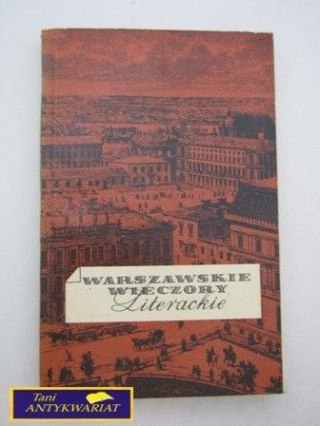 WARSZAWSKIE
WIECZORY
Literackie
Tani
ANTYKWARIAT